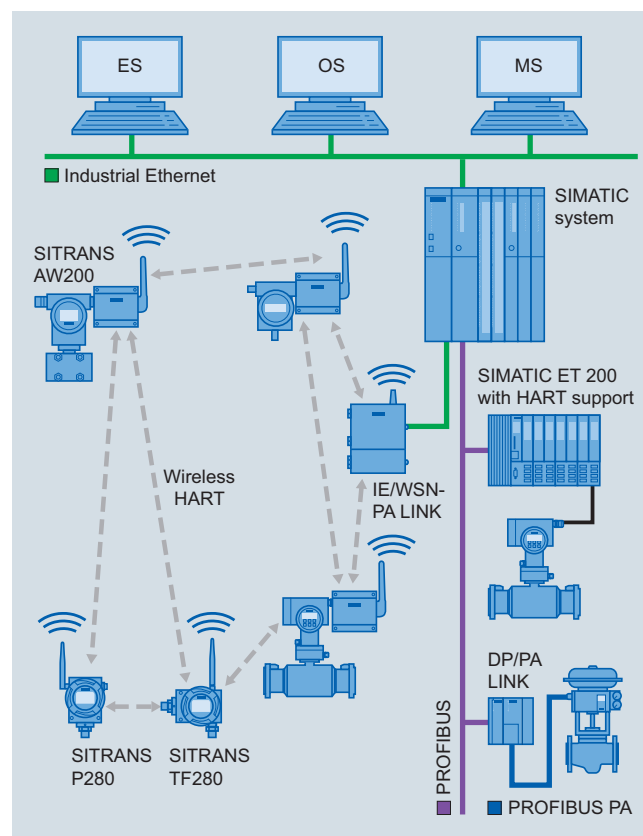 ES
OS
MS
Industrial Ethernet
SIMATIC
system
SITRANS
AW200
SIMATIC ET 200
with HART support
Wireless
HART
IE/WSN-
PA LINK
DP/PA
LINK
SITRANS
P280
SITRANS
TF280
PROFIBUS
PROFIBUS PA